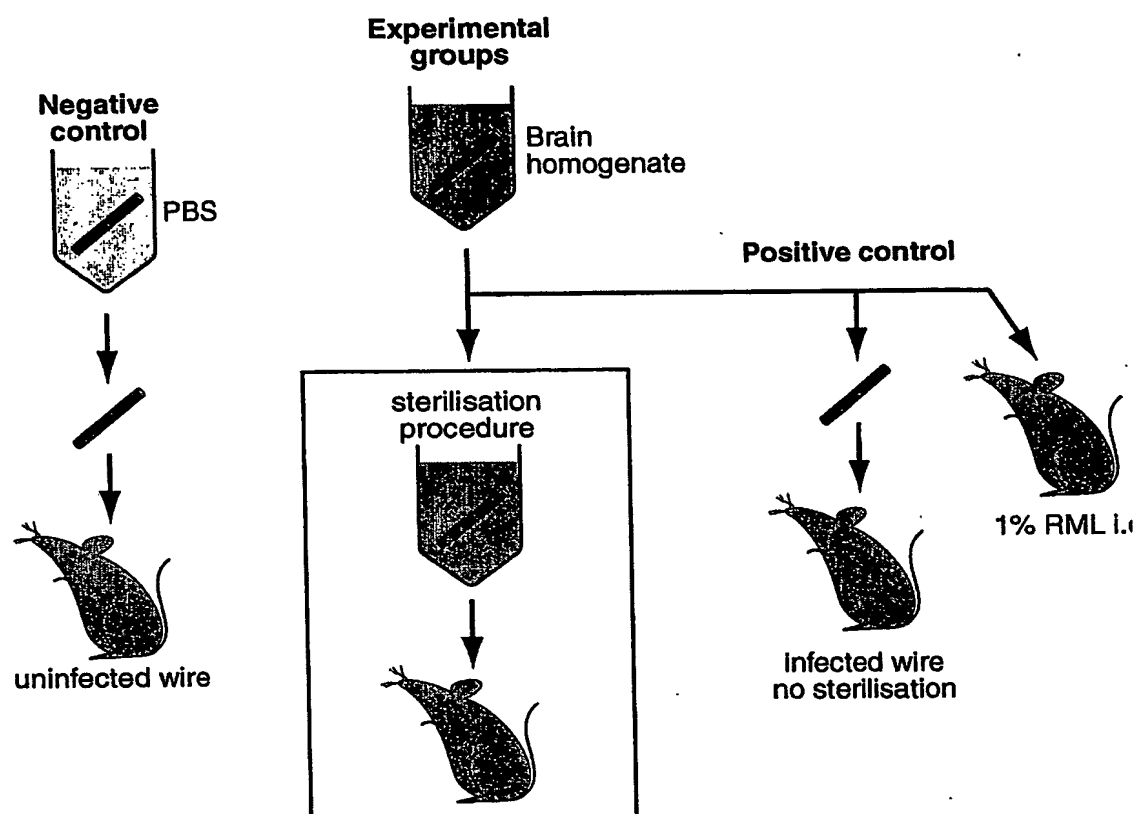 Experimental
groups
Negative
control
Brain
homogenate
PBS
Positive control
sterilisation
procedure
1% RML
uninfected wire
infected wire
no sterilisation